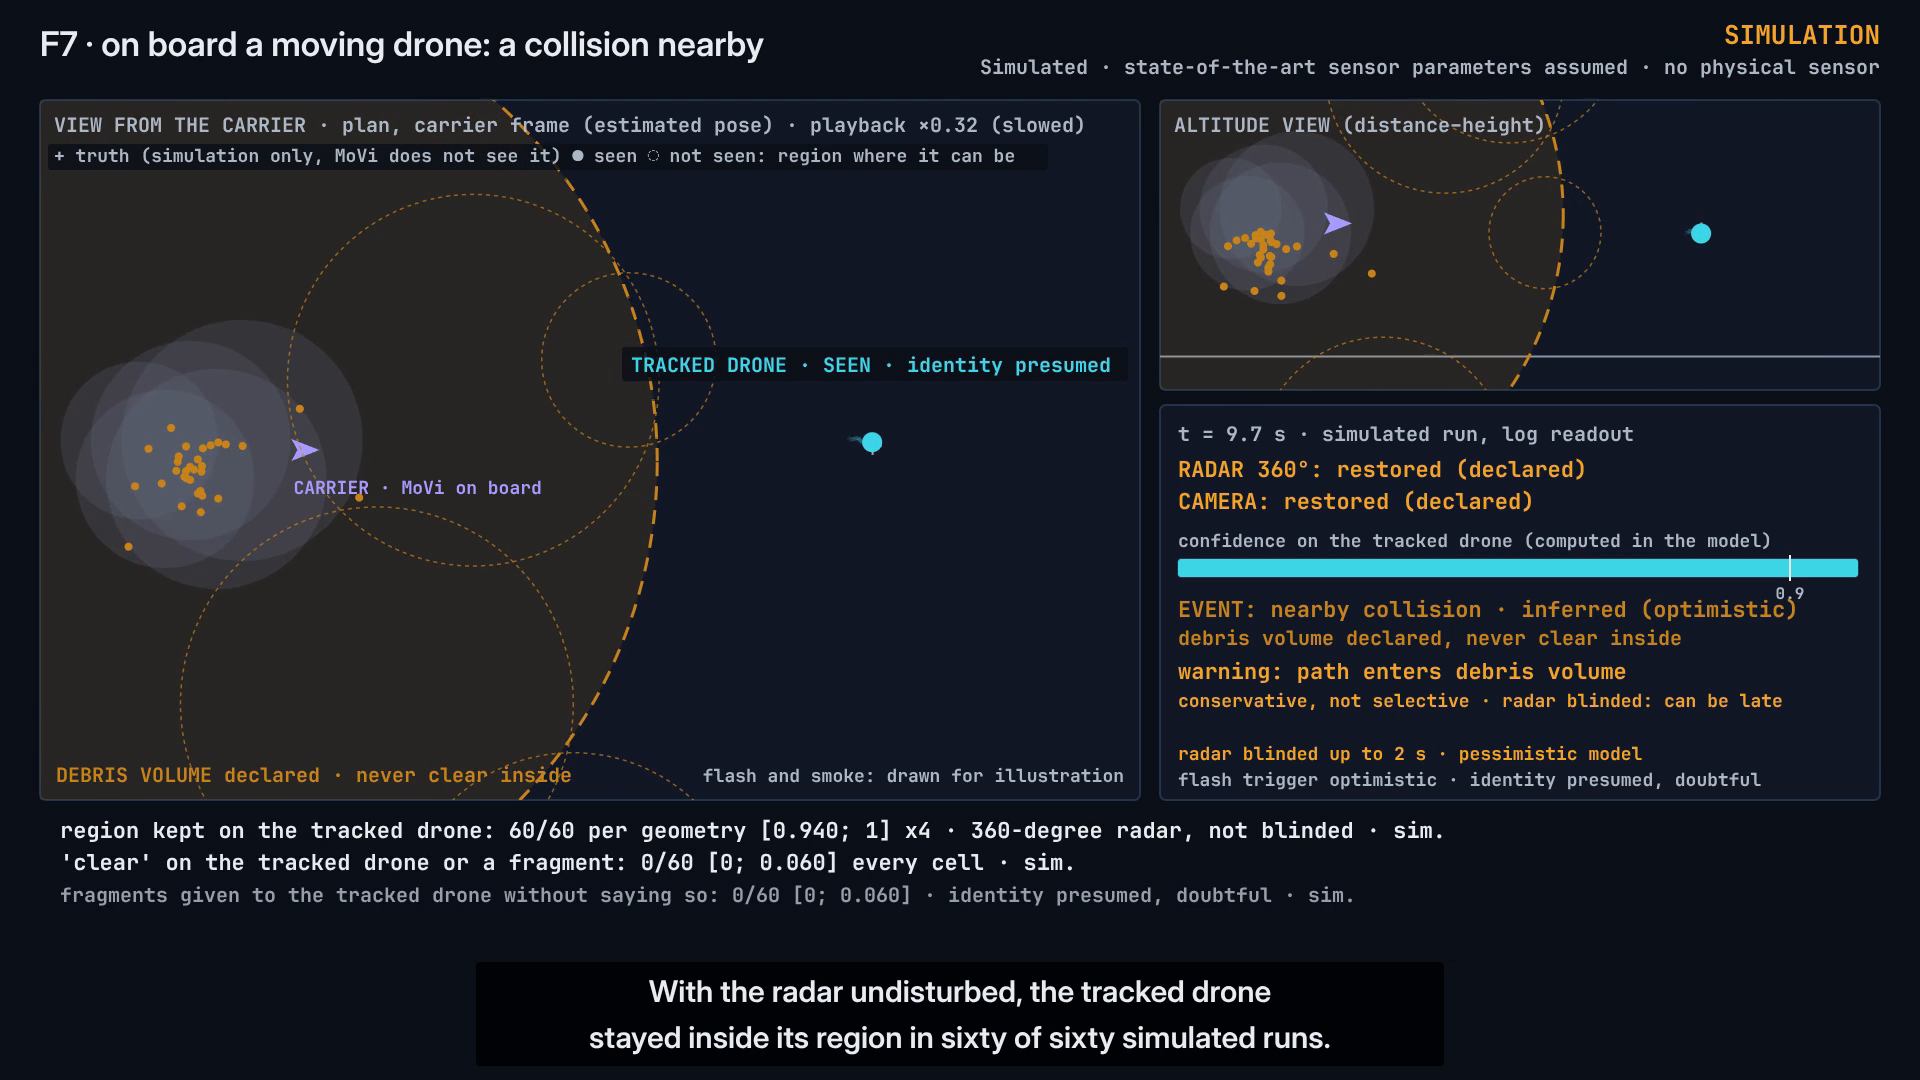 F7 · on board a moving drone: a collision nearby
SIMULATION
Simulated · state-of-the-art sensor parameters assumed · no physical sensor
VIEW FROM THE CARRIER · plan, carrier frame (estimated pose) · playback ×0.32 (slowed)
+ truth (simulation only, MoVi does not see it) ● seen ◌ not seen: region where it can be
TRACKED DRONE · SEEN · identity presumed
CARRIER · MoVi on board
DEBRIS VOLUME declared · never clear inside
flash and smoke: drawn for illustration
ALTITUDE VIEW (distance-height)
t = 9.7 s · simulated run, log readout
RADAR 360°: restored (declared)
CAMERA: restored (declared)
confidence on the tracked drone (computed in the model)
0.9
EVENT: nearby collision · inferred (optimistic)
debris volume declared, never clear inside
warning: path enters debris volume
conservative, not selective · radar blinded: can be late
radar blinded up to 2 s · pessimistic model
flash trigger optimistic · identity presumed, doubtful
region kept on the tracked drone: 60/60 per geometry [0.940; 1] x4 · 360-degree radar, not blinded · sim.
'clear' on the tracked drone or a fragment: 0/60 [0; 0.060] every cell · sim.
fragments given to the tracked drone without saying so: 0/60 [0; 0.060] · identity presumed, doubtful · sim.
With the radar undisturbed, the tracked drone
stayed inside its region in sixty of sixty simulated runs.